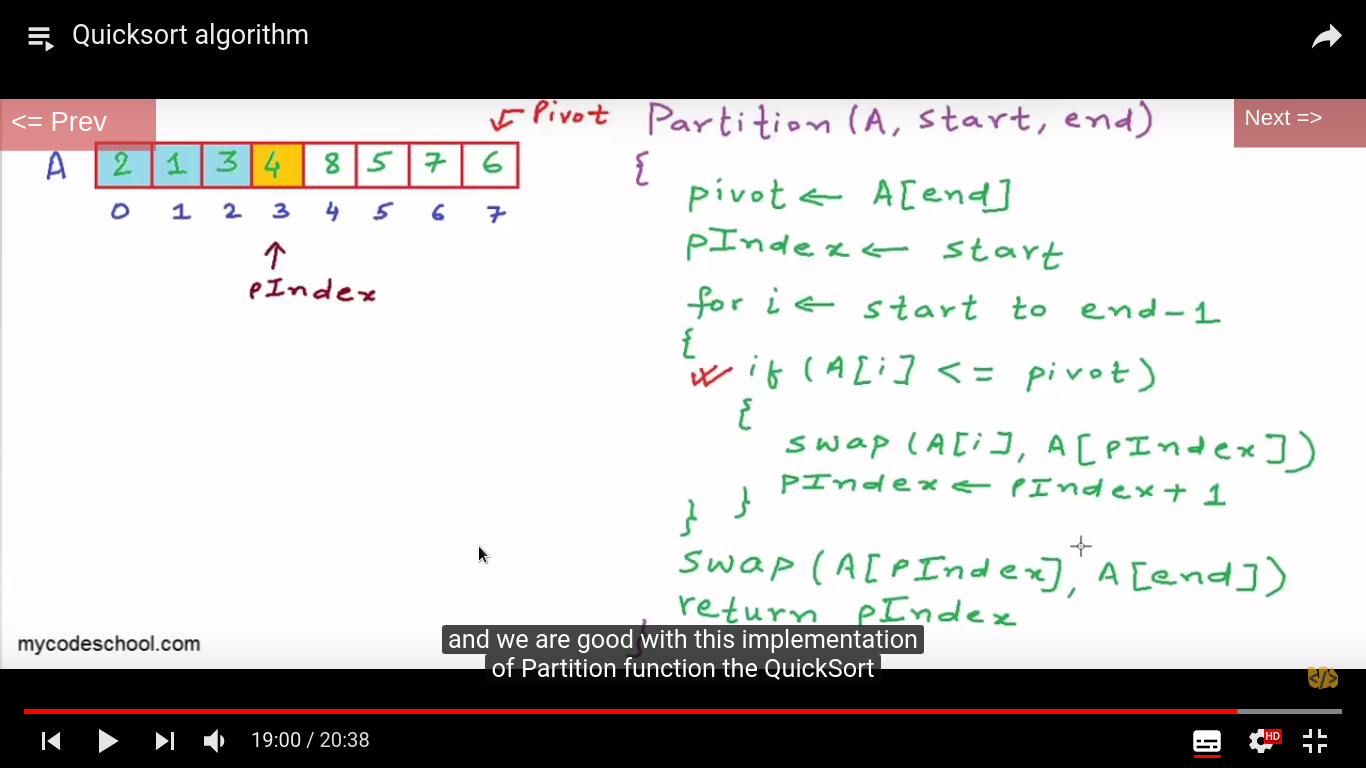 Quicksort algorithm
<= Prev
Next =>
Pivot
A 2 1 3 4 8 5 7 6
0 1 2 3 4 5 6 7
pIndex
Partition (A, start, end)
{
pivot ← A[end]
pIndex ← start
for i ← start to end-1
{
if (A[i] <= pivot)
{
swap (A[i], A[pIndex])
pIndex ← pIndex + 1
}
}
swap (A[pIndex], A[end])
return pIndex
}
mycodeschool.com
and we are good with this implementation
of Partition function the QuickSort
</>
19:00 / 20:38
HD